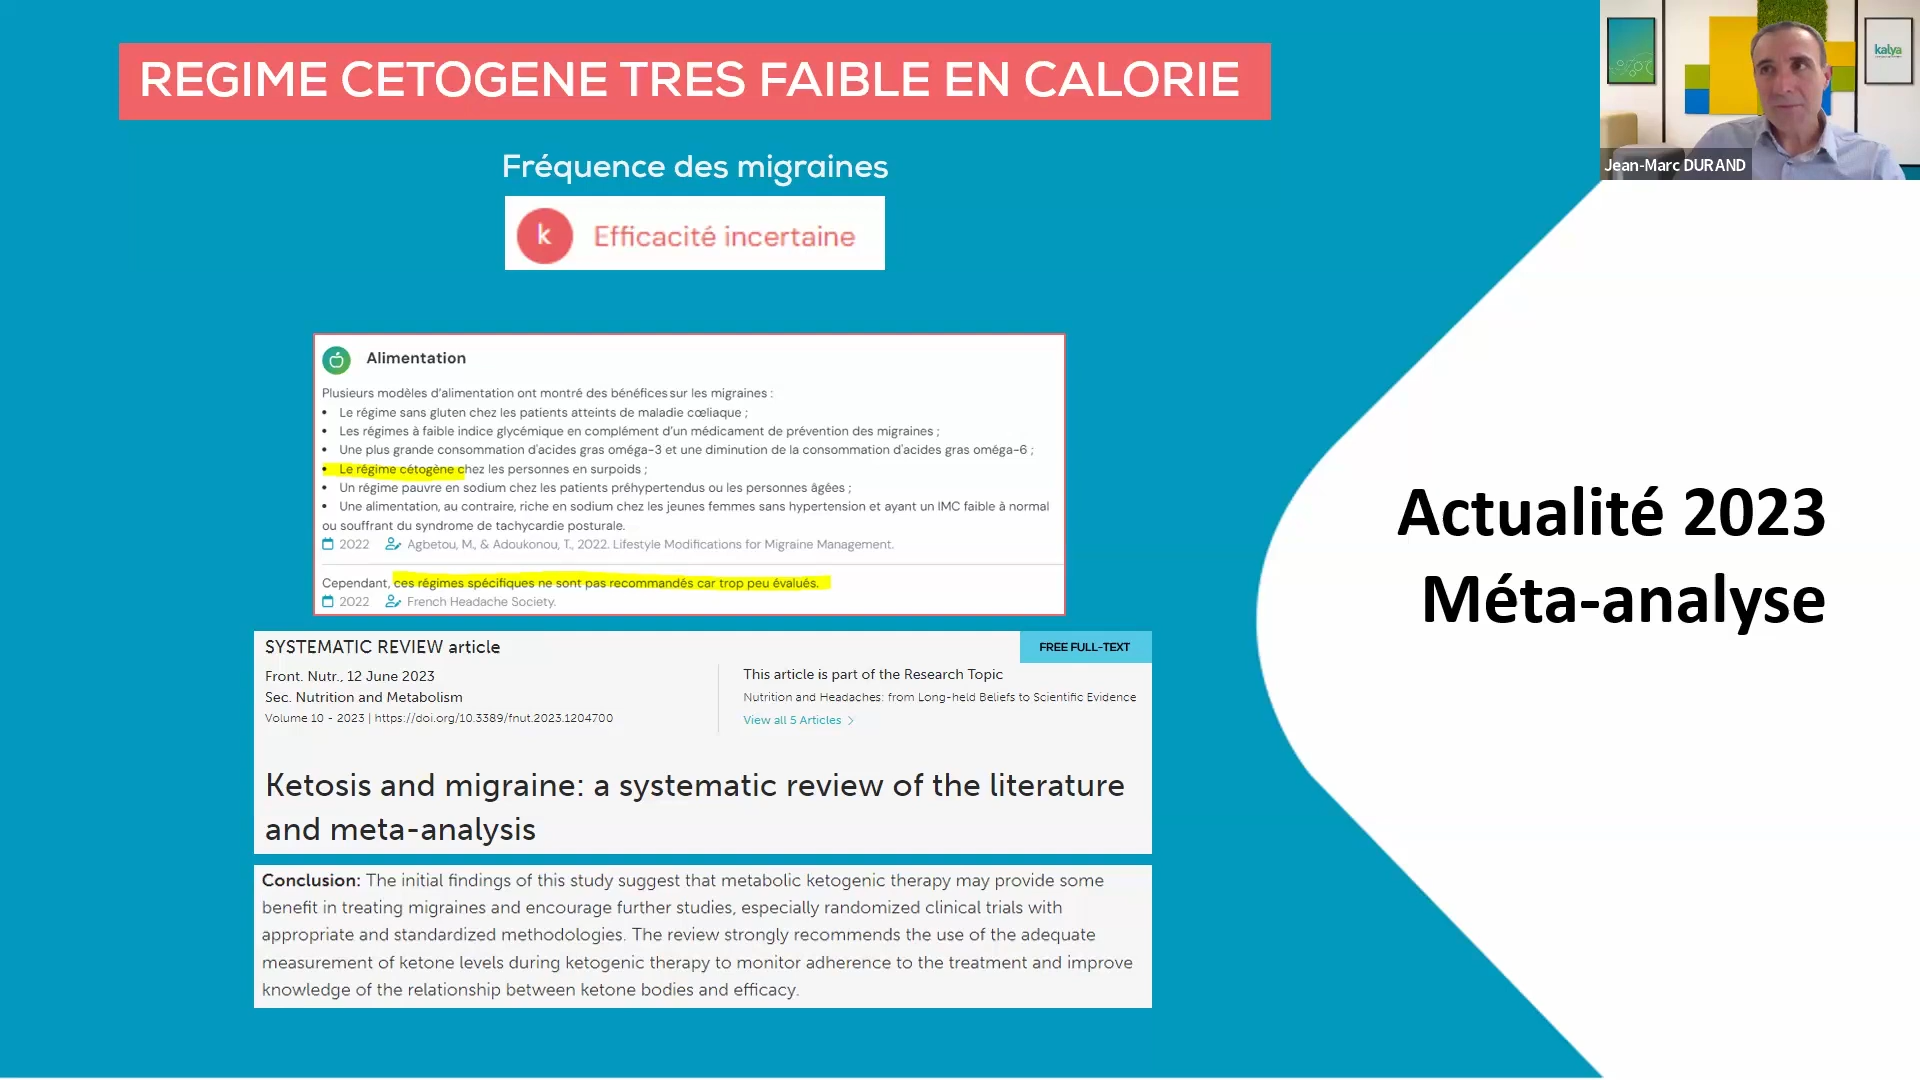 REGIME CETOGENE TRES FAIBLE EN CALORIE
kalya
Jean-Marc DURAND
Fréquence des migraines
k Efficacité incertaine
Alimentation
Plusieurs modèles d'alimentation ont montré des bénéfices sur les migraines :
• Le régime sans gluten chez les patients atteints de maladie cœliaque ;
• Les régimes à faible indice glycémique en complément d'un médicament de prévention des migraines ;
• Une plus grande consommation d'acides gras oméga-3 et une diminution de la consommation d'acides gras oméga-6 ;
• Le régime cétogène chez les personnes en surpoids ;
• Un régime pauvre en sodium chez les patients préhypertendus ou les personnes âgées ;
• Une alimentation, au contraire, riche en sodium chez les jeunes femmes sans hypertension et ayant un IMC faible à normal
ou souffrant du syndrome de tachycardie posturale.
2022 Agbetou, M., & Adoukonou, T., 2022. Lifestyle Modifications for Migraine Management.
Cependant, ces régimes spécifiques ne sont pas recommandés car trop peu évalués.
2022 French Headache Society.
SYSTEMATIC REVIEW article
Front. Nutr., 12 June 2023
Sec. Nutrition and Metabolism
Volume 10 - 2023 | https://doi.org/10.3389/fnut.2023.1204700
FREE FULL-TEXT
This article is part of the Research Topic
Nutrition and Headaches: from Long-held Beliefs to Scientific Evidence
View all 5 Articles >
Ketosis and migraine: a systematic review of the literature
and meta-analysis
Conclusion: The initial findings of this study suggest that metabolic ketogenic therapy may provide some
benefit in treating migraines and encourage further studies, especially randomized clinical trials with
appropriate and standardized methodologies. The review strongly recommends the use of the adequate
measurement of ketone levels during ketogenic therapy to monitor adherence to the treatment and improve
knowledge of the relationship between ketone bodies and efficacy.
Actualité 2023
Méta-analyse